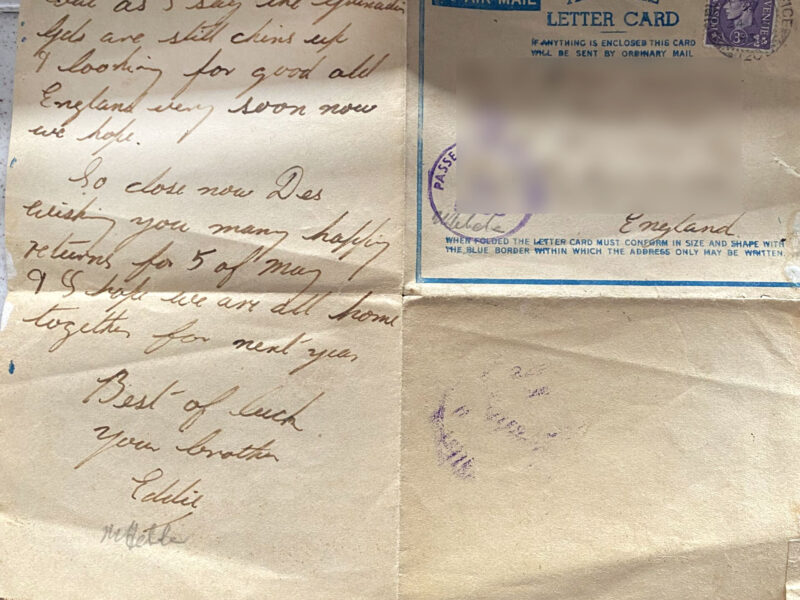 as I say the
lads are still chins up
& looking for good old
England very soon now
we hope.
So close now Des
wishing you many happy
returns for 5 of May
& I hope we are all home
together for next year
Best of luck
your brother
Eddie
AIR MAIL
LETTER CARD
IF ANYTHING IS ENCLOSED THIS CARD
WILL BE SENT BY ORDINARY MAIL
PASSE
England
WHEN FOLDED THE LETTER CARD MUST CONFORM IN SIZE AND SHAPE WITH
THE BLUE BORDER WITHIN WHICH THE ADDRESS ONLY MAY BE WRITTEN.